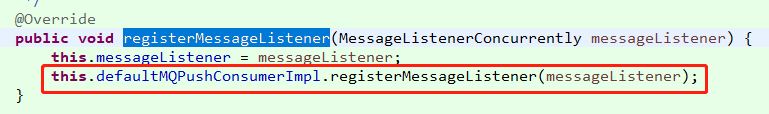 */
@Override
public void registerMessageListener(MessageListenerConcurrently messageListener) {
this.messageListener = messageListener;
this.defaultMQPushConsumerImpl.registerMessageListener(messageListener);
}